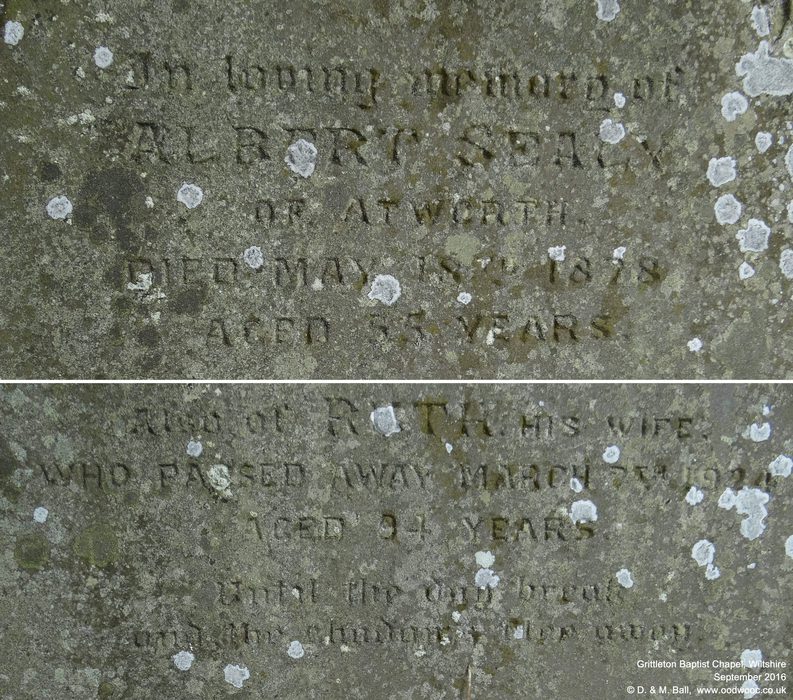 In loving memory of
ALBERT SEALY
OF ATWORTH.
DIED MAY 18TH 1878
AGED 55 YEARS.
Also of RUTH, HIS WIFE,
WHO PASSED AWAY MARCH 1924
AGED 94 YEARS.
Until the day break
and the shadows flee away.
Grittleton Baptist Chapel, Wiltshire
September 2016
© D. & M. Ball, www.oodwooc.co.uk